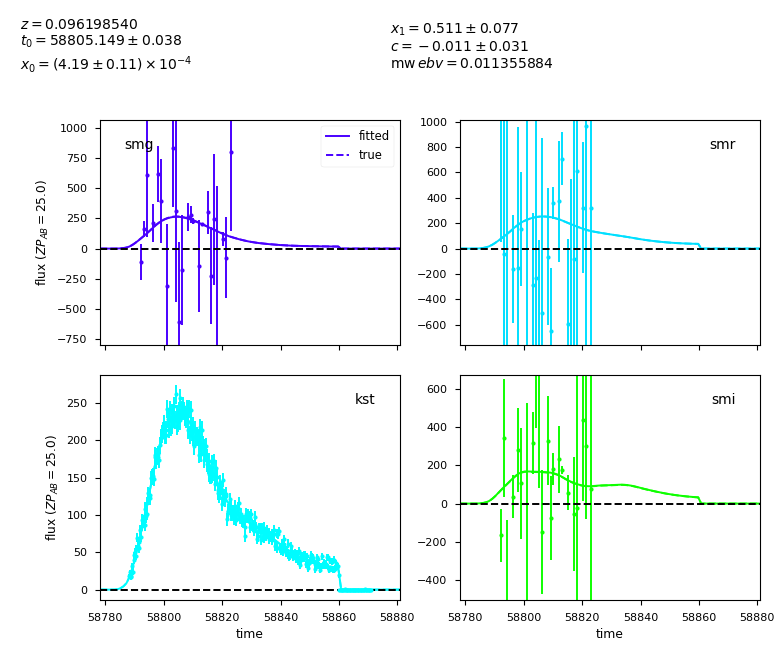 z = 0.096198540
t₀ = 58805.149 ± 0.038
x₀ = (4.19 ± 0.11) × 10⁻⁴
x₁ = 0.511 ± 0.077
c = −0.011 ± 0.031
mw ebv = 0.011355884
smg
fitted
true
1000
750
500
250
0
−250
−500
−750
flux (ZP_AB = 25.0)
smr
1000
800
600
400
200
0
−200
−400
−600
kst
250
200
150
100
50
0
flux (ZP_AB = 25.0)
58780 58800 58820 58840 58860 58880
time
smi
600
400
200
0
−200
−400
58780 58800 58820 58840 58860 58880
time